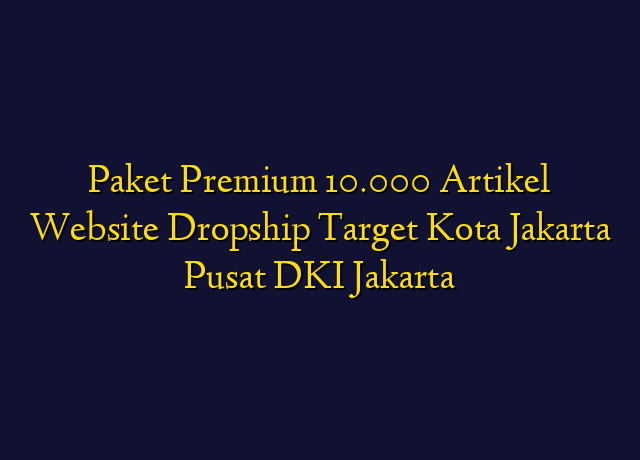 Paket Premium 10.000 Artikel
Website Dropship Target Kota Jakarta
Pusat DKI Jakarta